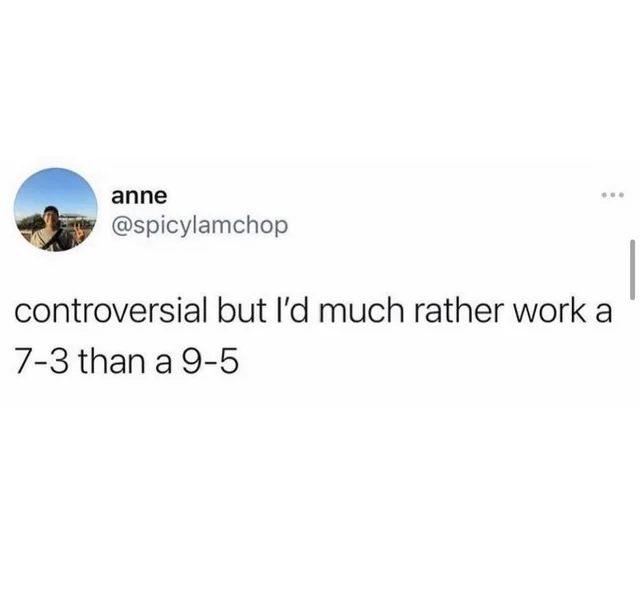 anne
@spicylamchop
controversial but I'd much rather work a
7-3 than a 9-5